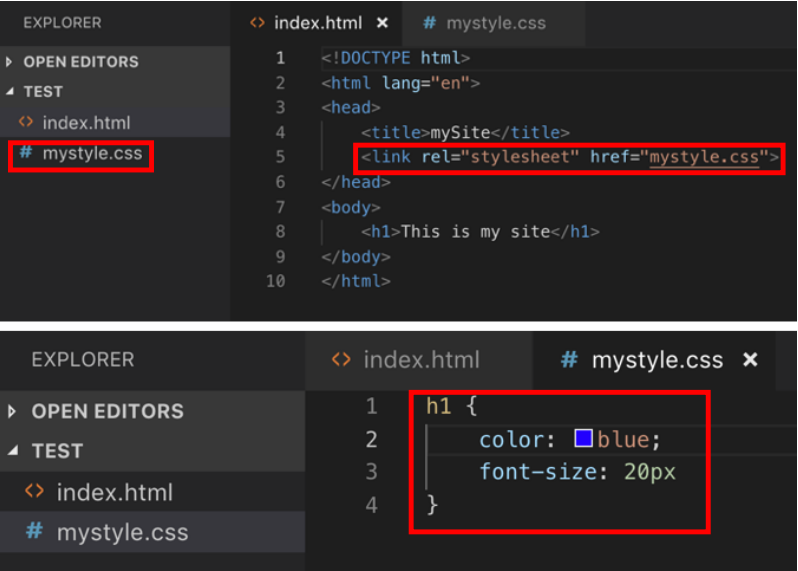 EXPLORER
index.html ×
# mystyle.css
OPEN EDITORS
TEST
<> index.html
# mystyle.css
1 <!DOCTYPE html>
2 <html lang="en">
3 <head>
4 <title>mySite</title>
5 <link rel="stylesheet" href="mystyle.css">
6 </head>
7 <body>
8 <h1>This is my site</h1>
9 </body>
10 </html>
EXPLORER
<> index.html
# mystyle.css ×
OPEN EDITORS
TEST
<> index.html
# mystyle.css
1 h1 {
2 color: blue;
3 font-size: 20px
4 }